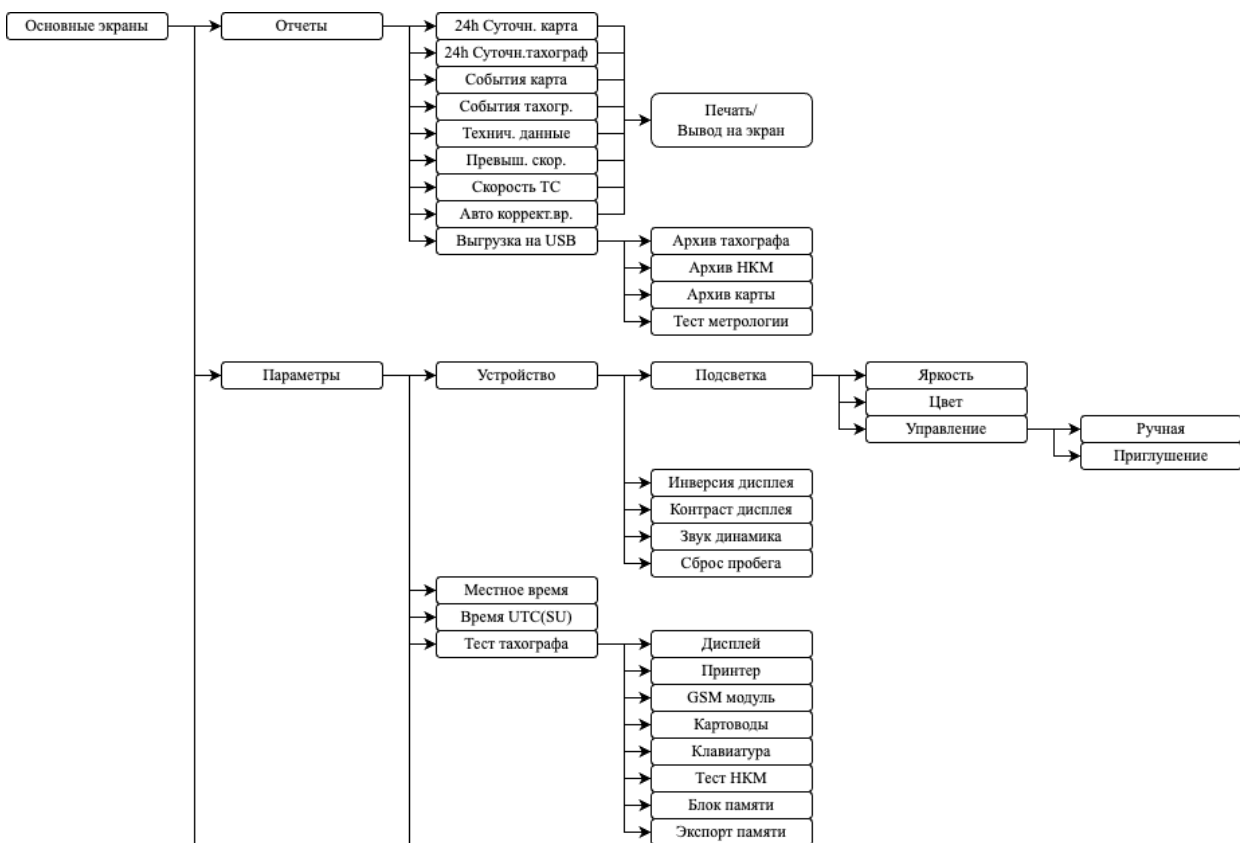 Основные экраны
Отчеты
24h Суточн. карта
24h Суточн.тахограф
События карта
События тахогр.
Технич. данные
Превыш. скор.
Скорость ТС
Авто коррект.вр.
Печать/
Вывод на экран
Выгрузка на USB
Архив тахографа
Архив НКМ
Архив карты
Тест метрологии
Параметры
Устройство
Подсветка
Яркость
Цвет
Управление
Ручная
Приглушение
Инверсия дисплея
Контраст дисплея
Звук динамика
Сброс пробега
Местное время
Время UTC(SU)
Тест тахографа
Дисплей
Принтер
GSM модуль
Картоводы
Клавиатура
Тест НКМ
Блок памяти
Экспорт памяти